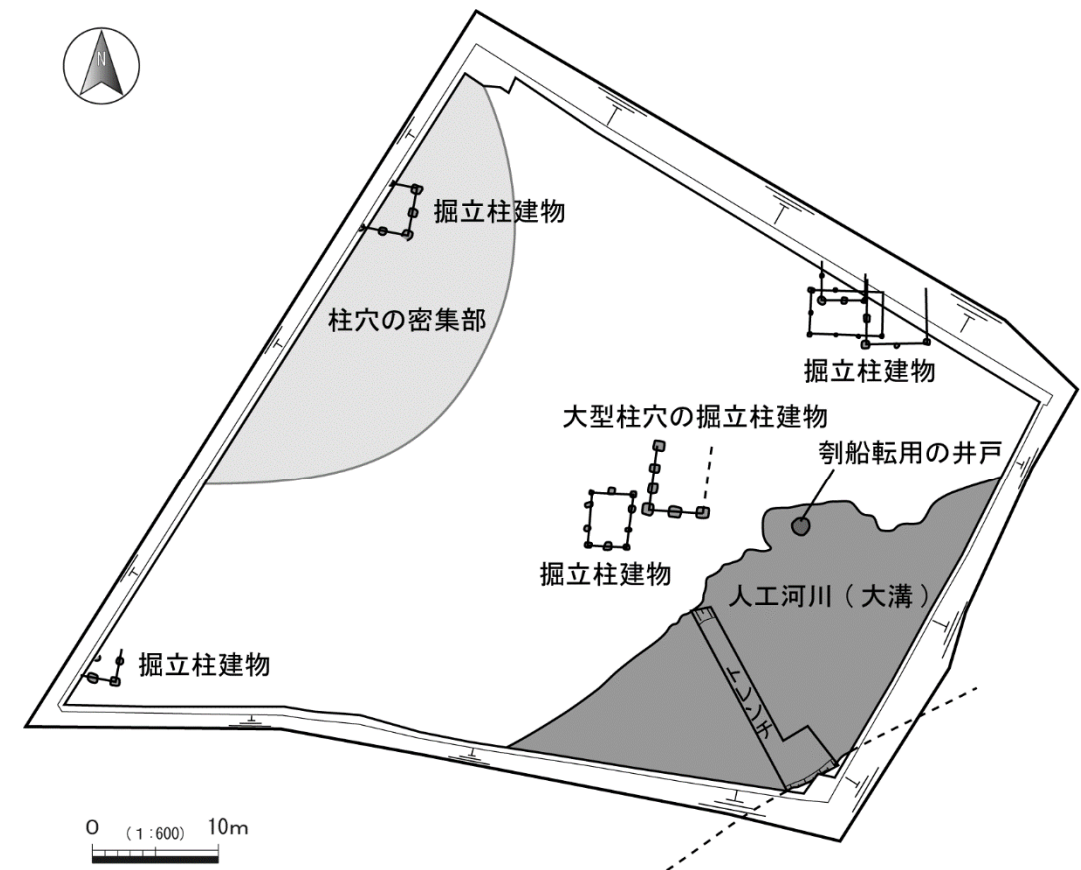 N
掘立柱建物
柱穴の密集部
掘立柱建物
大型柱穴の掘立柱建物
刳船転用の井戸
掘立柱建物
人工河川(大溝)
トレンチ
掘立柱建物
0 (1:600) 10m